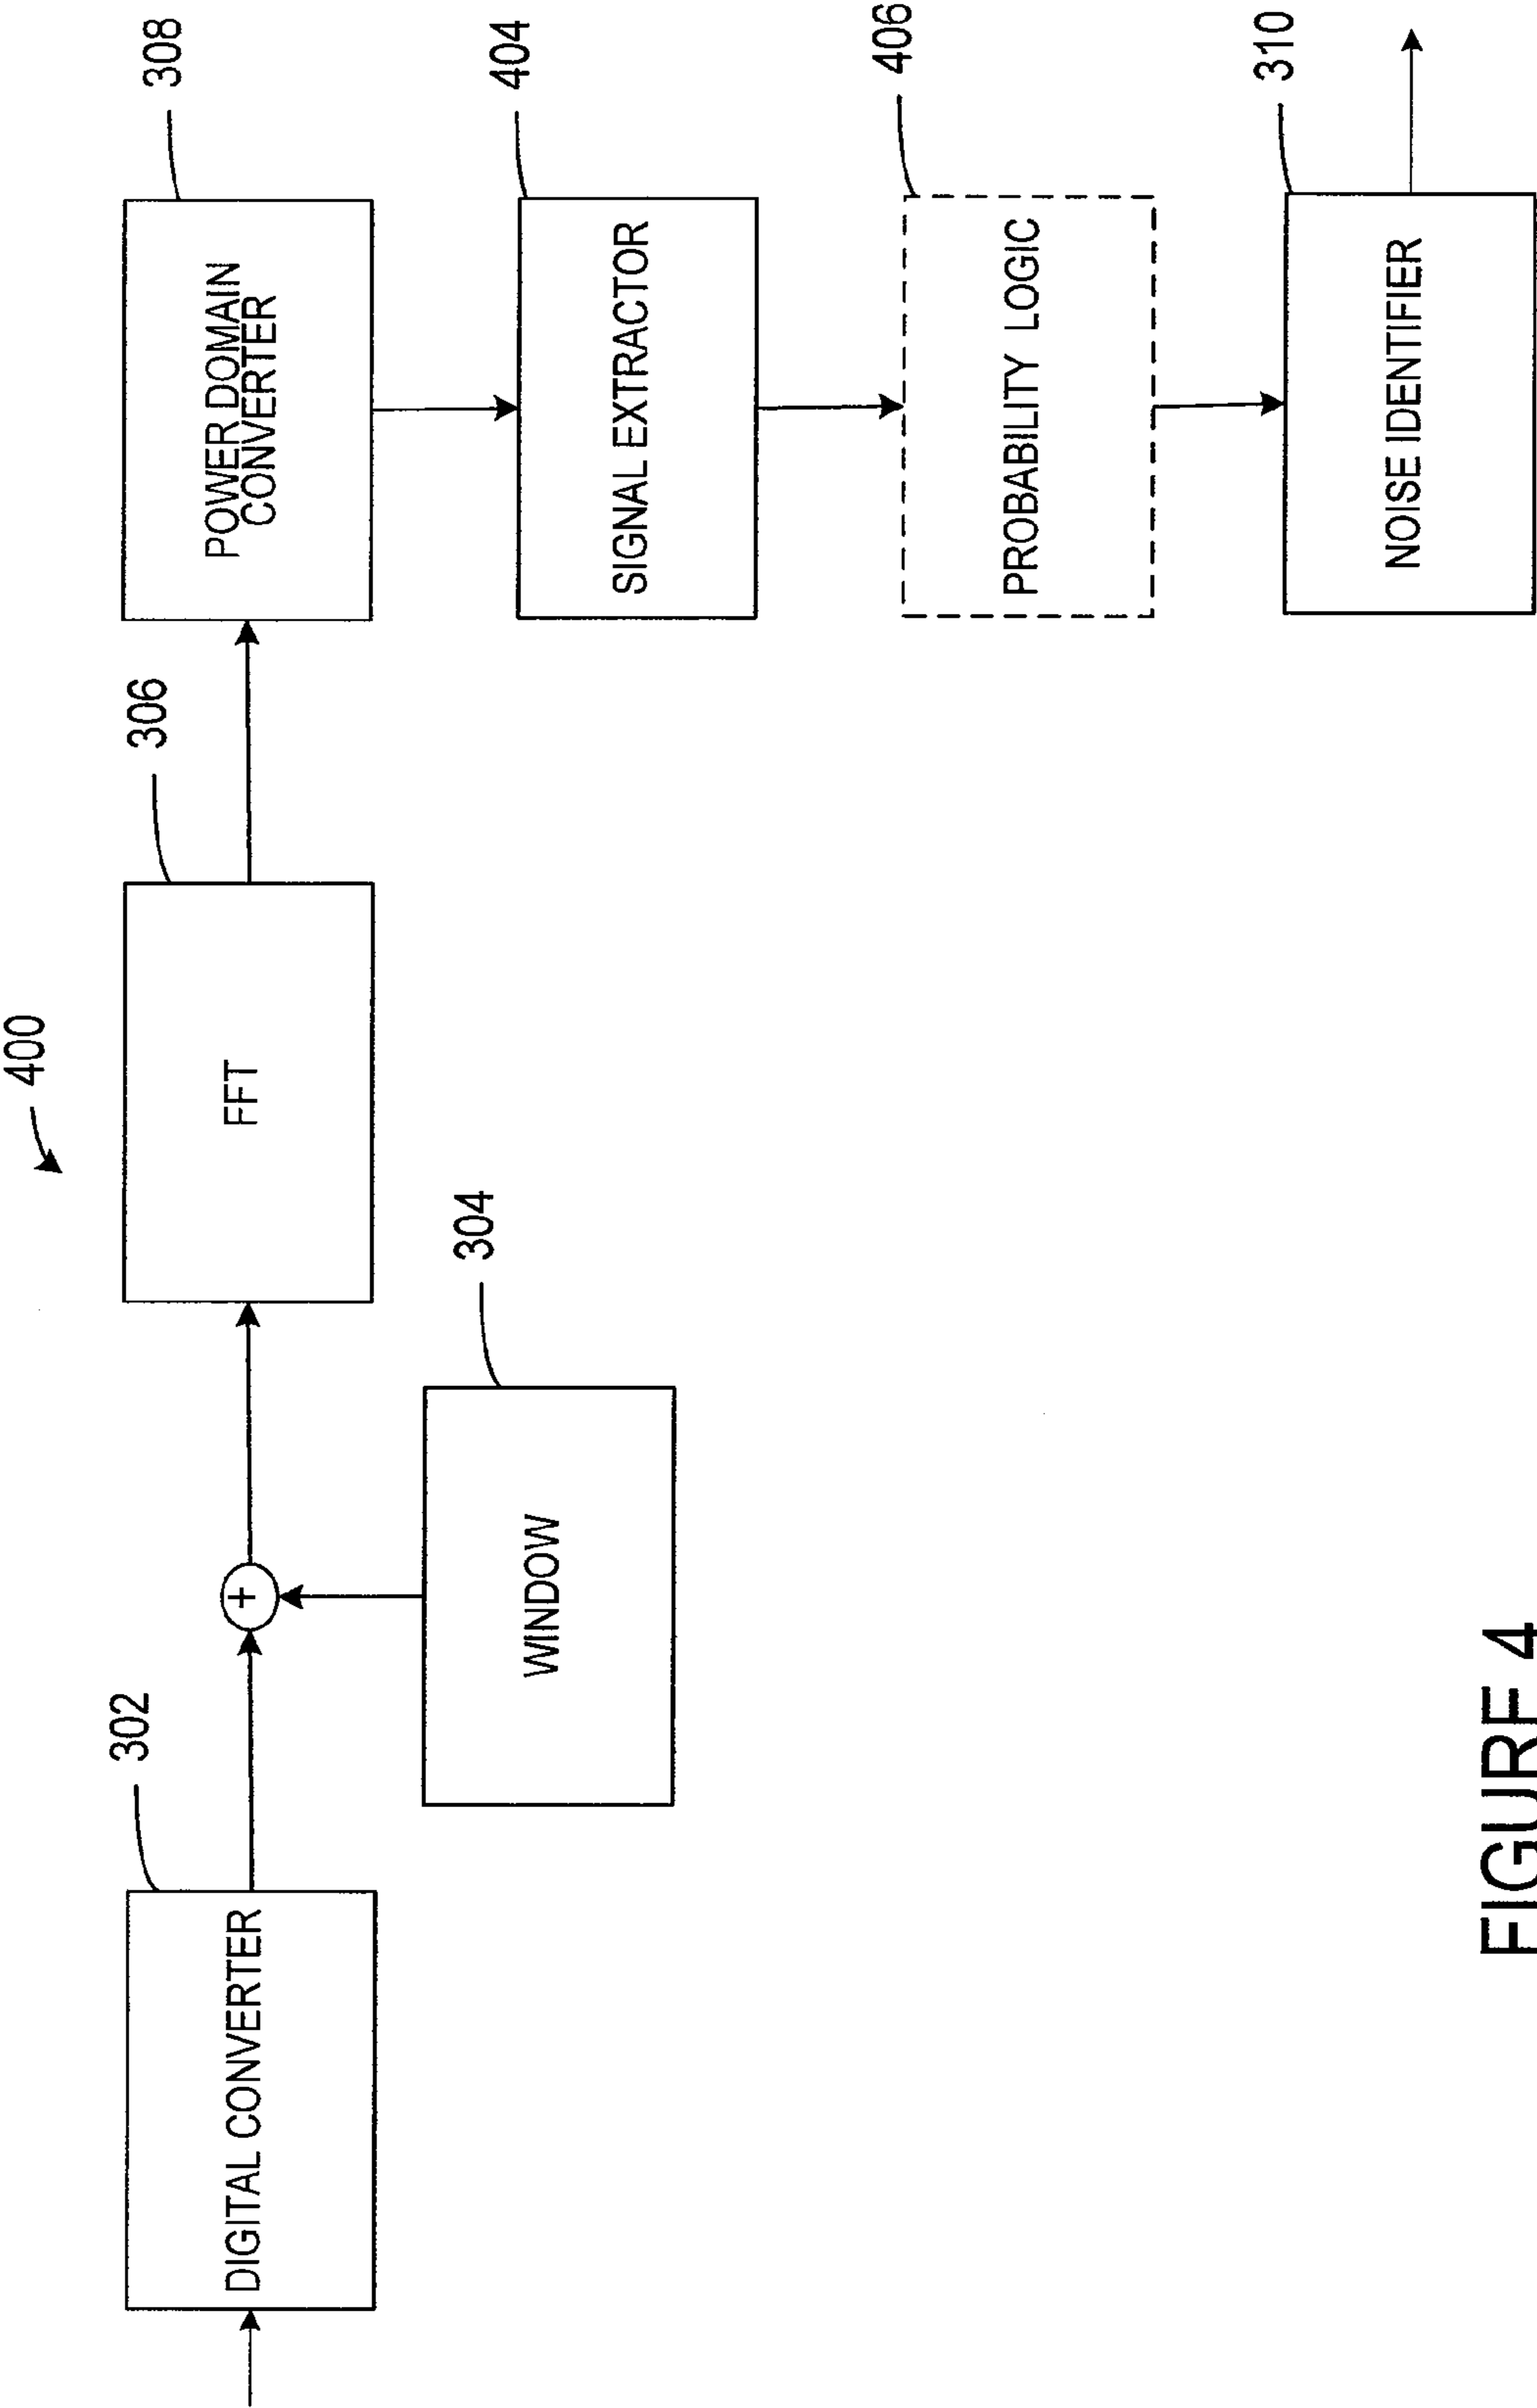 400
302
DIGITAL CONVERTER
+
304
WINDOW
306
FFT
308
POWER DOMAIN
CONVERTER
404
SIGNAL EXTRACTOR
406
PROBABILITY LOGIC
310
NOISE IDENTIFIER
FIGURE 4